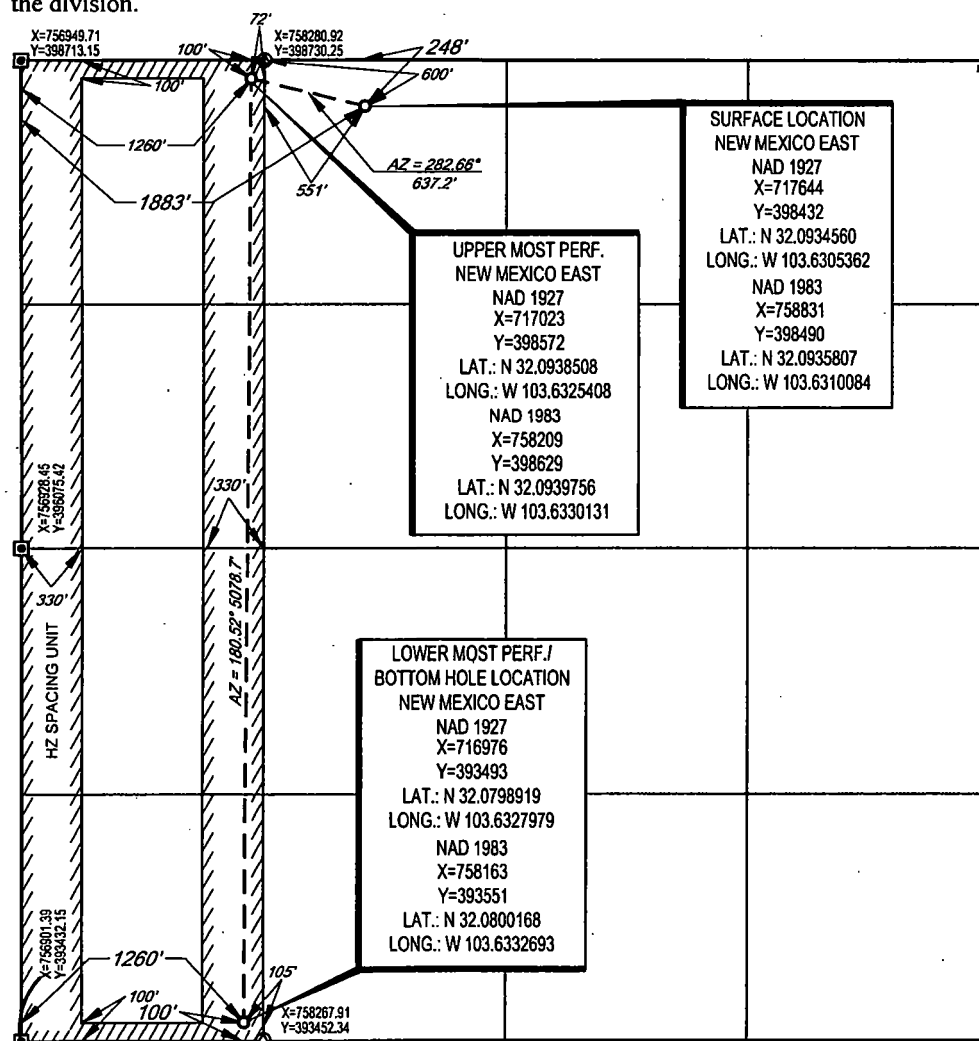 the division.
X=756949.71
Y=398713.15
72'
100'
X=758280.92
Y=398730.25
248'
600'
100'
1260'
1883'
551'
AZ = 282.66°
637.2'
SURFACE LOCATION
NEW MEXICO EAST
NAD 1927
X=717644
Y=398432
LAT.: N 32.0934560
LONG.: W 103.6305362
NAD 1983
X=758831
Y=398490
LAT.: N 32.0935807
LONG.: W 103.6310084
UPPER MOST PERF.
NEW MEXICO EAST
NAD 1927
X=717023
Y=398572
LAT.: N 32.0938508
LONG.: W 103.6325408
NAD 1983
X=758209
Y=398629
LAT.: N 32.0939756
LONG.: W 103.6330131
X=756928.45
Y=396075.42
330'
330'
HZ SPACING UNIT
AZ = 180.52° 5078.7'
LOWER MOST PERF./
BOTTOM HOLE LOCATION
NEW MEXICO EAST
NAD 1927
X=716976
Y=393493
LAT.: N 32.0798919
LONG.: W 103.6327979
NAD 1983
X=758163
Y=393551
LAT.: N 32.0800168
LONG.: W 103.6332693
X=756901.39
Y=393432.15
1260'
100'
100'
105'
X=758267.91
Y=393452.34